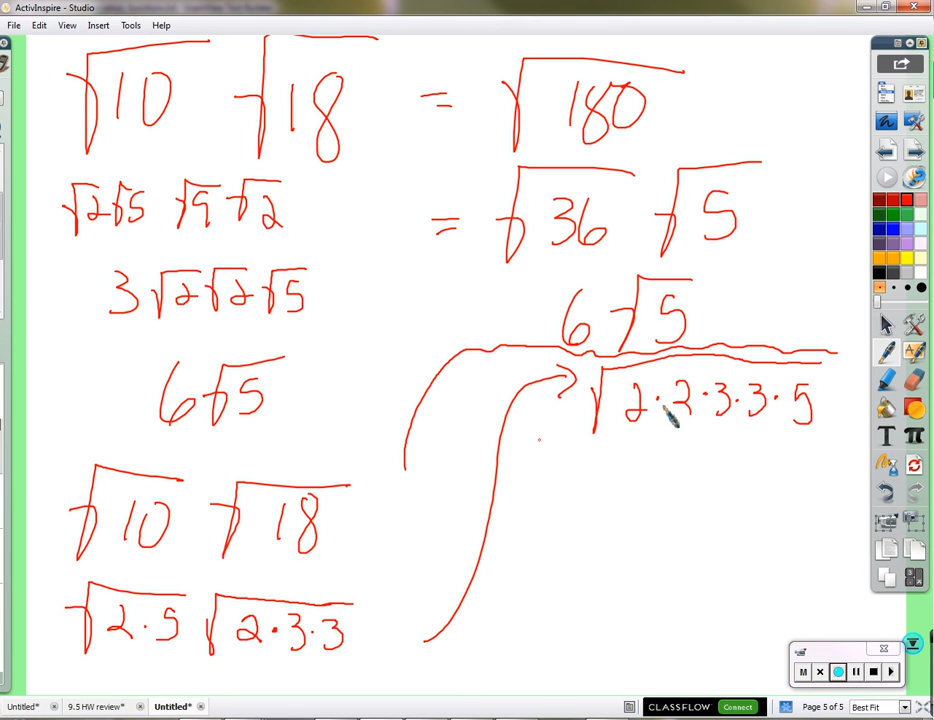 ActivInspire - Studio
File Edit View Insert Tools Help
√10 √18 = √180
√2 √5 √9 √2
= √36 √5
3 √2 √2 √5
6 √5
6 √5
√2·2·3·3·5
√10 √18
√2·5 √2·3·3
T π
M
Untitled* 9.5 HW review* Untitled* CLASSFLOW Connect Page 5 of 5 Best Fit